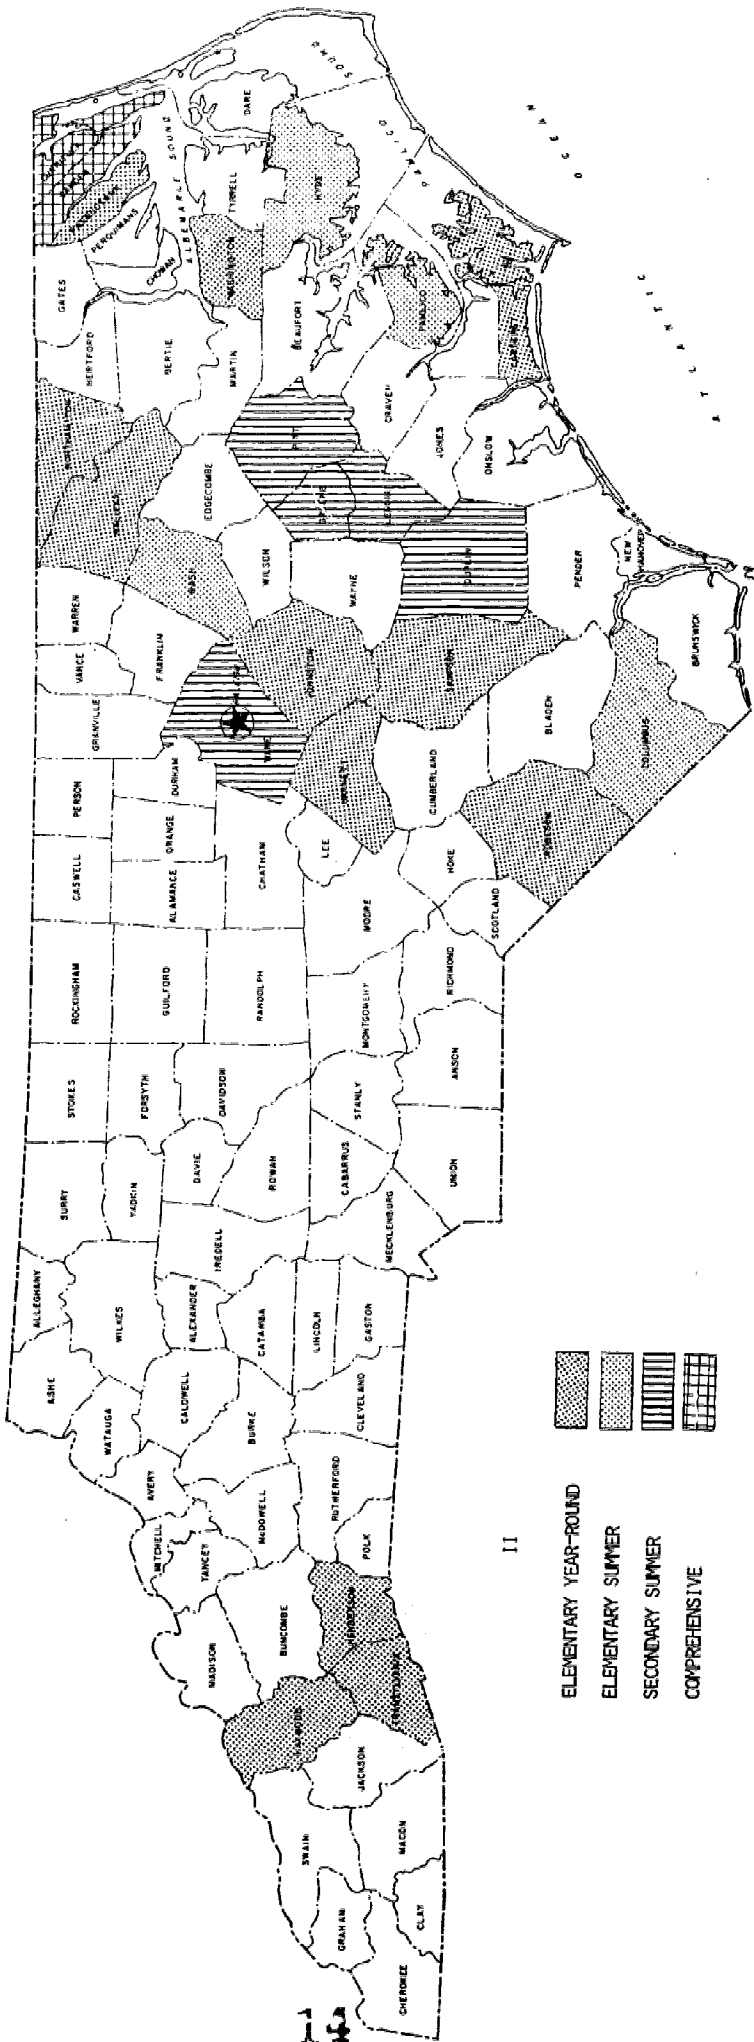 CHEROKEE
GRAHAM
CLAY
SWAIN
MACON
JACKSON
HAYWOOD
TRANSYLVANIA
HENDERSON
MADISON
BUNCOMBE
YANCEY
MITCHELL
McDOWELL
POLK
RUTHERFORD
AVERY
BURKE
CLEVELAND
WATAUGA
CALDWELL
ASHE
ALLEGHANY
WILKES
ALEXANDER
CATAWBA
LINCOLN
GASTON
SURRY
YADKIN
IREDELL
MECKLENBURG
DAVIE
ROWAN
CABARRUS
UNION
STOKES
FORSYTH
DAVIDSON
STANLY
ANSON
ROCKINGHAM
GUILFORD
RANDOLPH
MONTGOMERY
RICHMOND
CASWELL
ALAMANCE
CHATHAM
MOORE
SCOTLAND
PERSON
ORANGE
DURHAM
LEE
HOKE
ROBESON
GRANVILLE
WAKE
HARNETT
CUMBERLAND
BLADEN
COLUMBUS
VANCE
WARREN
FRANKLIN
JOHNSTON
SAMPSON
BRUNSWICK
NASH
WILSON
WAYNE
DUPLIN
PENDER
NEW
HANOVER
HALIFAX
NORTHAMPTON
EDGECOMBE
GREENE
LENOIR
PITT
JONES
ONSLOW
CRAVEN
HERTFORD
BERTIE
MARTIN
BEAUFORT
PAMLICO
CARTERET
GATES
CHOWAN
PERQUIMANS
PASQUOTANK
CAMDEN
WASHINGTON
TYRRELL
HYDE
DARE
ALBEMARLE SOUND
PAMLICO SOUND
ATLANTIC OCEAN
II
ELEMENTARY YEAR-ROUND
ELEMENTARY SUMMER
SECONDARY SUMMER
COMPREHENSIVE